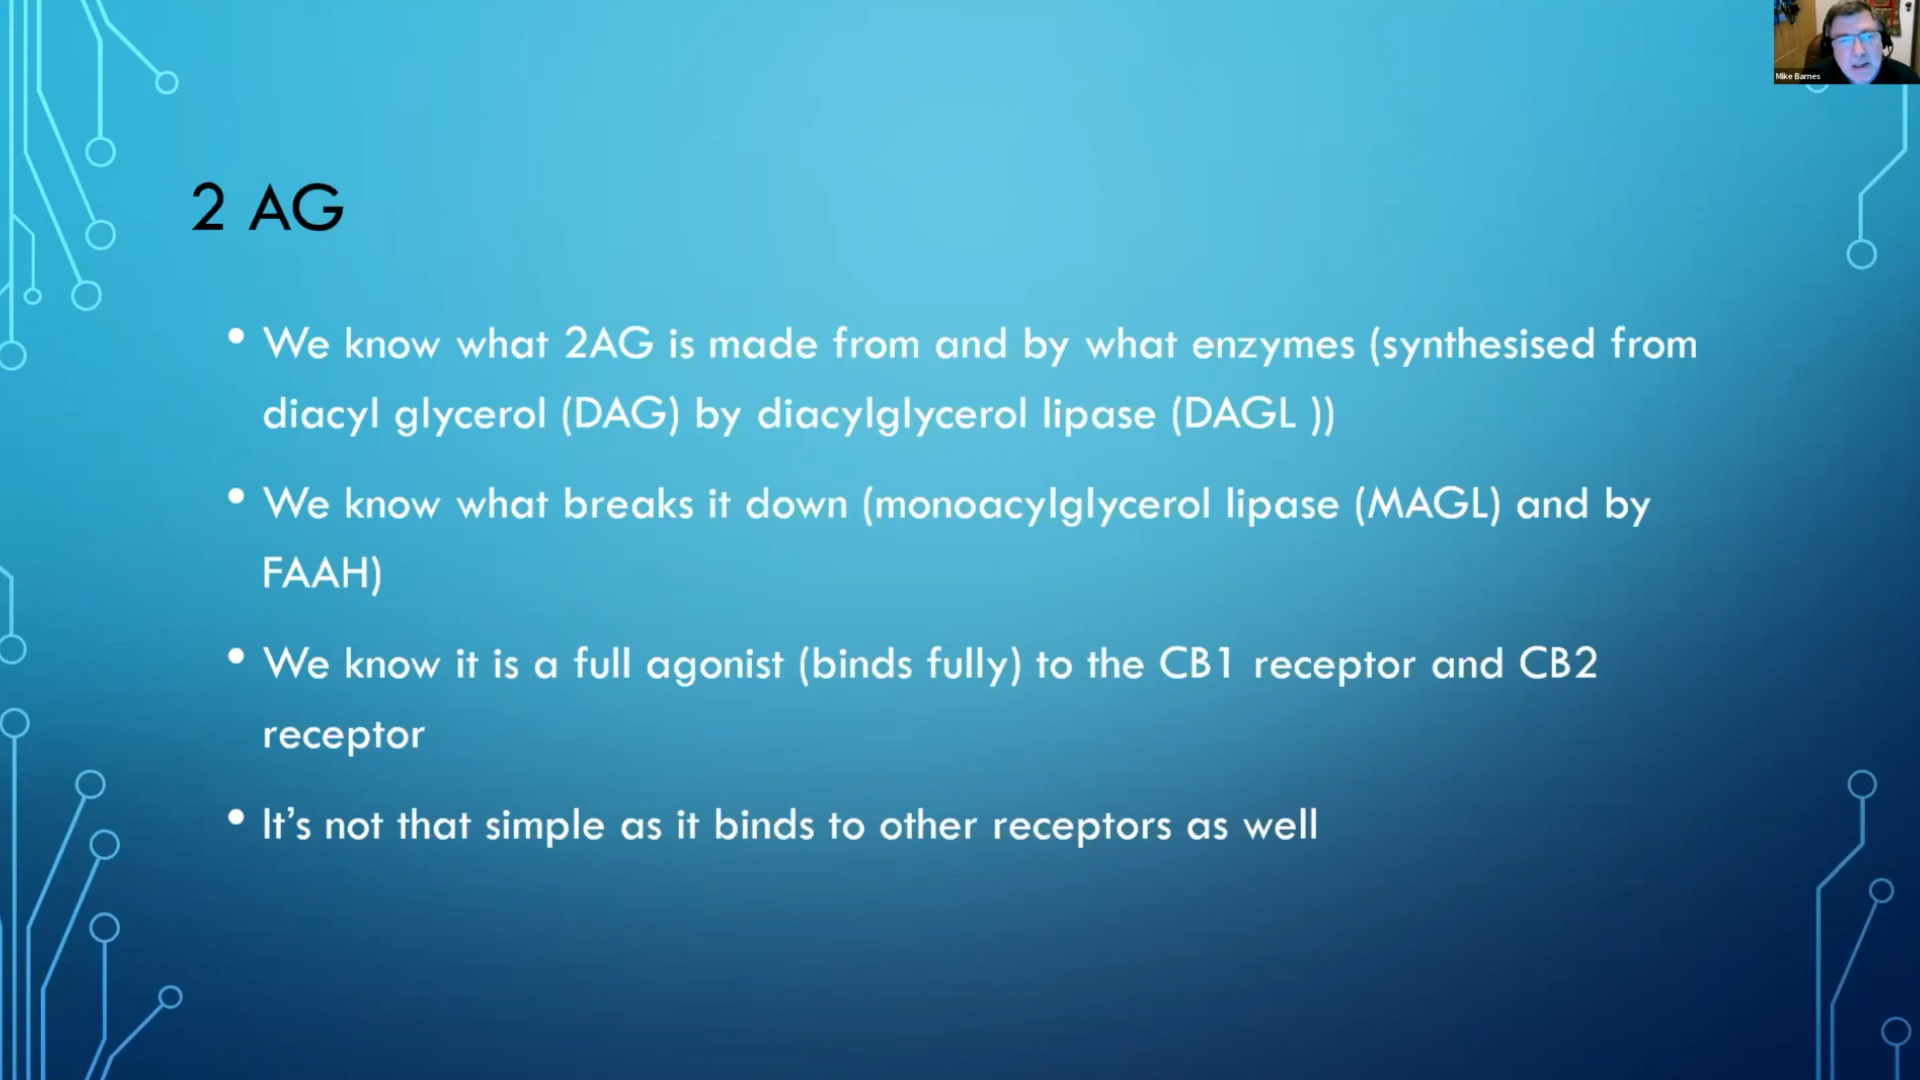 Mike Barnes
2 AG
• We know what 2AG is made from and by what enzymes (synthesised from
diacyl glycerol (DAG) by diacylglycerol lipase (DAGL ))
• We know what breaks it down (monoacylglycerol lipase (MAGL) and by
FAAH)
• We know it is a full agonist (binds fully) to the CB1 receptor and CB2
receptor
• It’s not that simple as it binds to other receptors as well